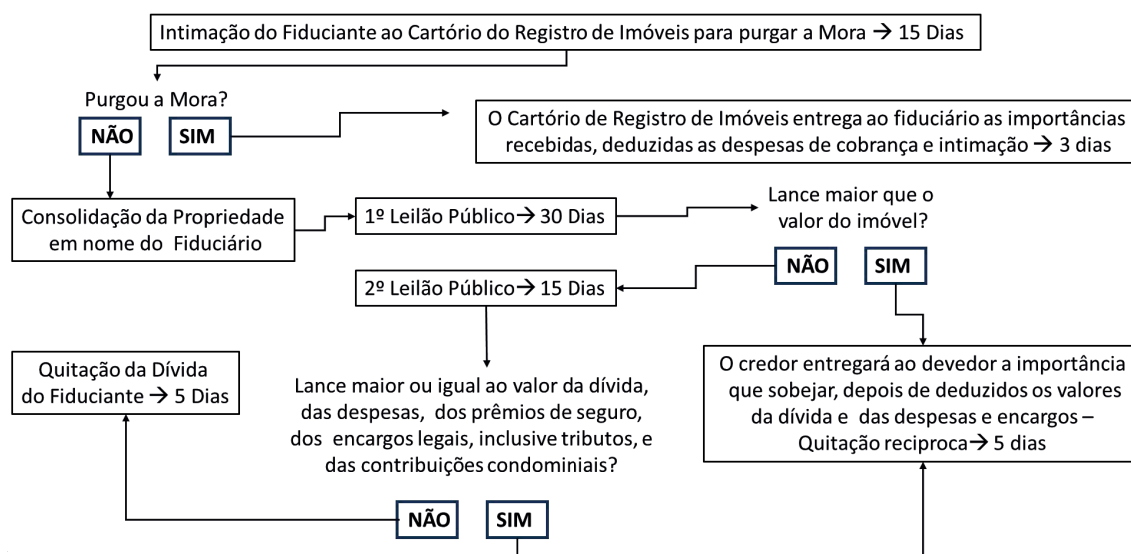 Intimação do Fiduciante ao Cartório do Registro de Imóveis para purgar a Mora → 15 Dias
Purgou a Mora?
NÃO
SIM
O Cartório de Registro de Imóveis entrega ao fiduciário as importâncias
recebidas, deduzidas as despesas de cobrança e intimação → 3 dias
Consolidação da Propriedade
em nome do Fiduciário
1º Leilão Público → 30 Dias
Lance maior que o
valor do imóvel?
NÃO
SIM
2º Leilão Público → 15 Dias
Quitação da Dívida
do Fiduciante → 5 Dias
Lance maior ou igual ao valor da dívida,
das despesas, dos prêmios de seguro,
dos encargos legais, inclusive tributos, e
das contribuições condominiais?
O credor entregará ao devedor a importância
que sobejar, depois de deduzidos os valores
da dívida e das despesas e encargos –
Quitação reciproca → 5 dias
NÃO
SIM